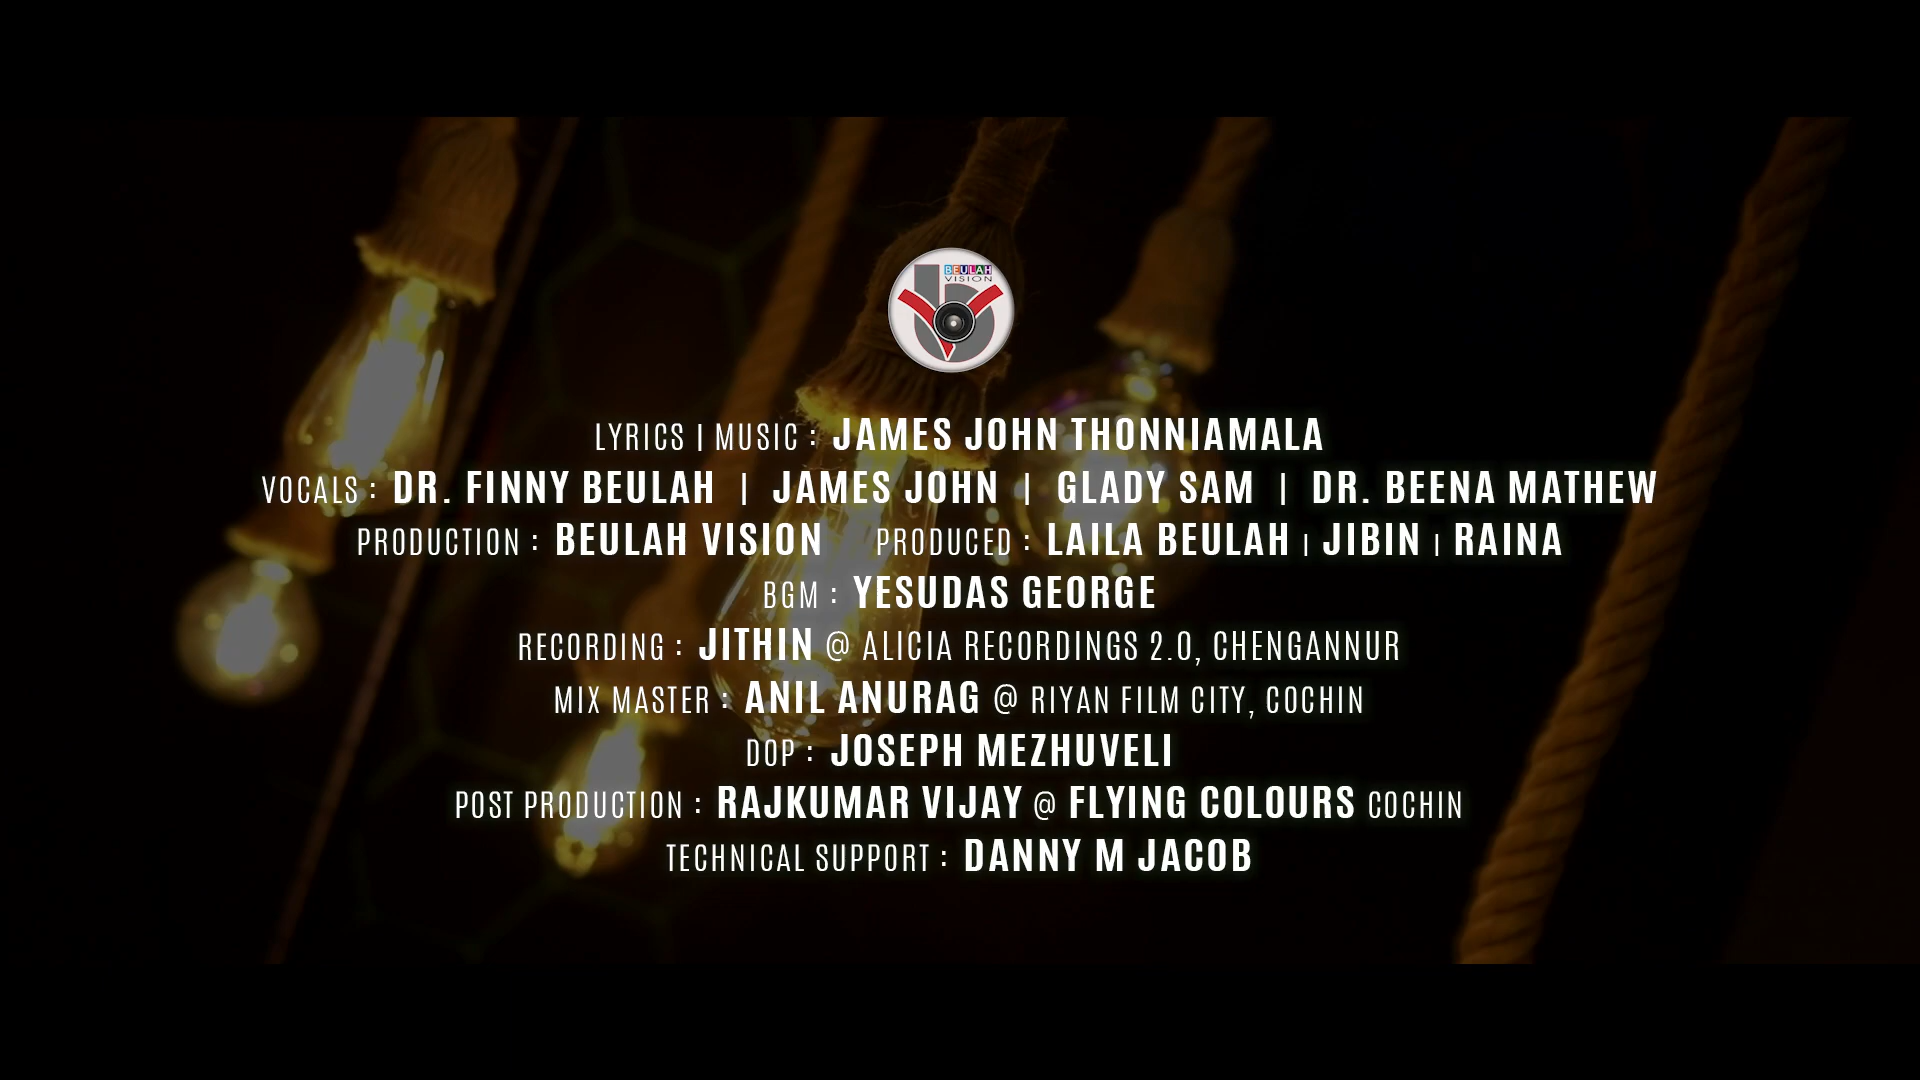 BEULAH
VISION
LYRICS | MUSIC : JAMES JOHN THONNIAMALA
VOCALS : DR. FINNY BEULAH | JAMES JOHN | GLADY SAM | DR. BEENA MATHEW
PRODUCTION : BEULAH VISION PRODUCED : LAILA BEULAH | JIBIN | RAINA
BGM : YESUDAS GEORGE
RECORDING : JITHIN @ ALICIA RECORDINGS 2.0, CHENGANNUR
MIX MASTER : ANIL ANURAG @ RIYAN FILM CITY, COCHIN
DOP : JOSEPH MEZHUVELI
POST PRODUCTION : RAJKUMAR VIJAY @ FLYING COLOURS COCHIN
TECHNICAL SUPPORT : DANNY M JACOB